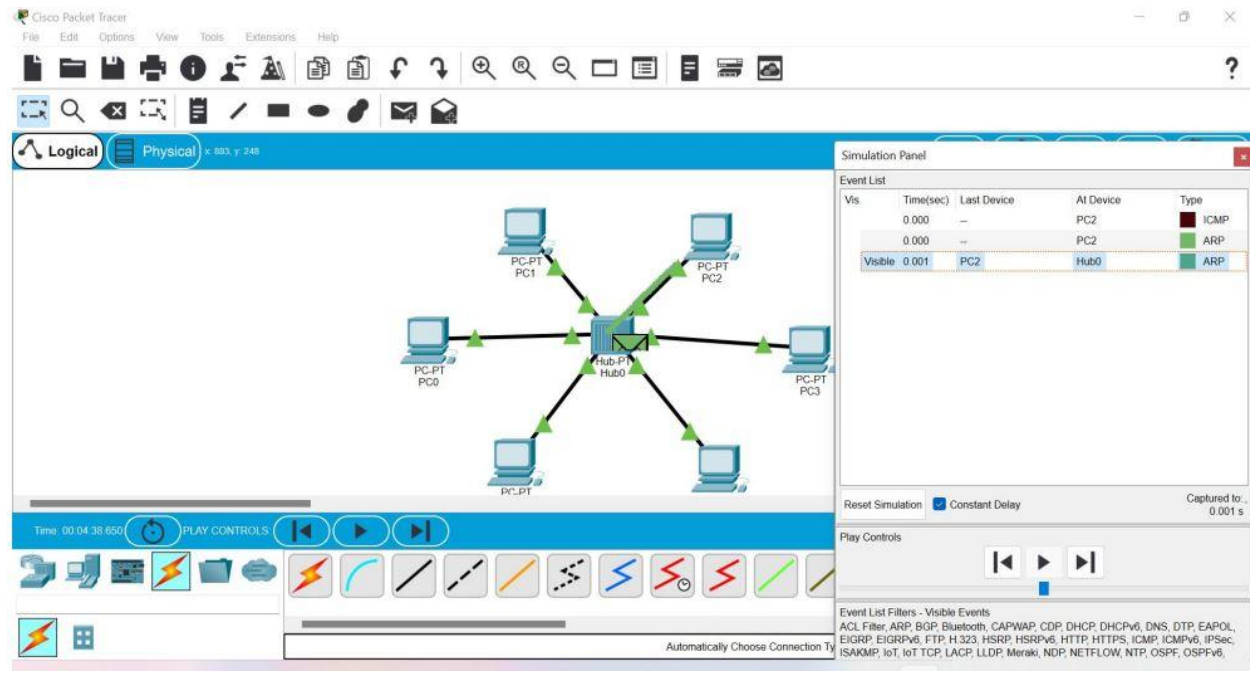 Cisco Packet Tracer
File Edit Options View Tools Extensions Help
?
Logical Physical x: 883, y: 248
Simulation Panel
Event List
Vis. Time(sec) Last Device At Device Type
0.000 -- PC2 ICMP
0.000 -- PC2 ARP
Visible 0.001 PC2 Hub0 ARP
PC-PT
PC1
PC-PT
PC2
PC-PT
PC0
Hub-PT
Hub0
PC-PT
PC3
PC-PT
Reset Simulation Constant Delay Captured to:
0.001 s
Time: 00:04:38.650 PLAY CONTROLS:
Play Controls
Event List Filters - Visible Events
ACL Filter, ARP, BGP, Bluetooth, CAPWAP, CDP, DHCP, DHCPv6, DNS, DTP, EAPOL,
EIGRP, EIGRPv6, FTP, H.323, HSRP, HSRPv6, HTTP, HTTPS, ICMP, ICMPv6, IPSec,
ISAKMP, IoT, IoT TCP, LACP, LLDP, Meraki, NDP, NETFLOW, NTP, OSPF, OSPFv6,
Automatically Choose Connection Ty